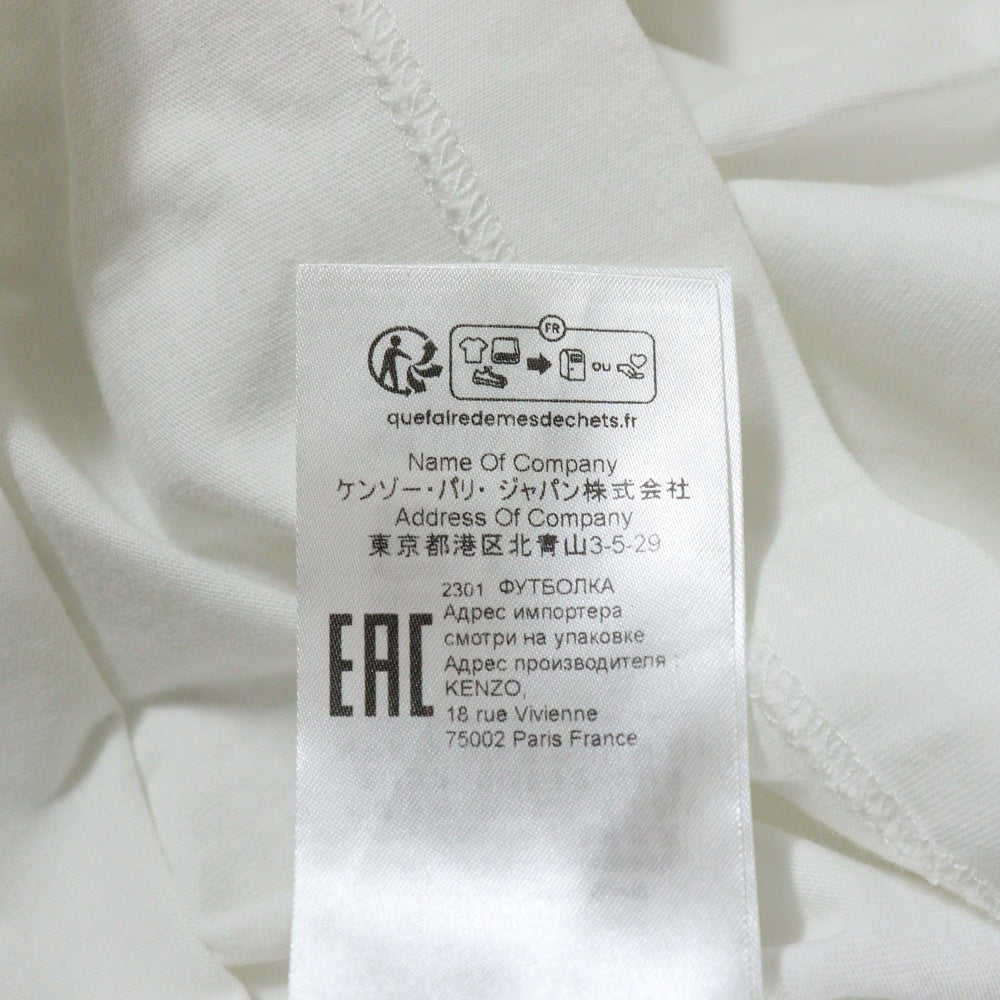 FR
ou
quefairedemesdechets.fr
Name Of Company
ケンゾー・パリ・ジャパン株式会社
Address Of Company
東京都港区北青山3-5-29
2301 ФУТБОЛКА
Адрес импортера :
смотри на упаковке
Адрес производителя :
KENZO,
18 rue Vivienne
75002 Paris France
EAC